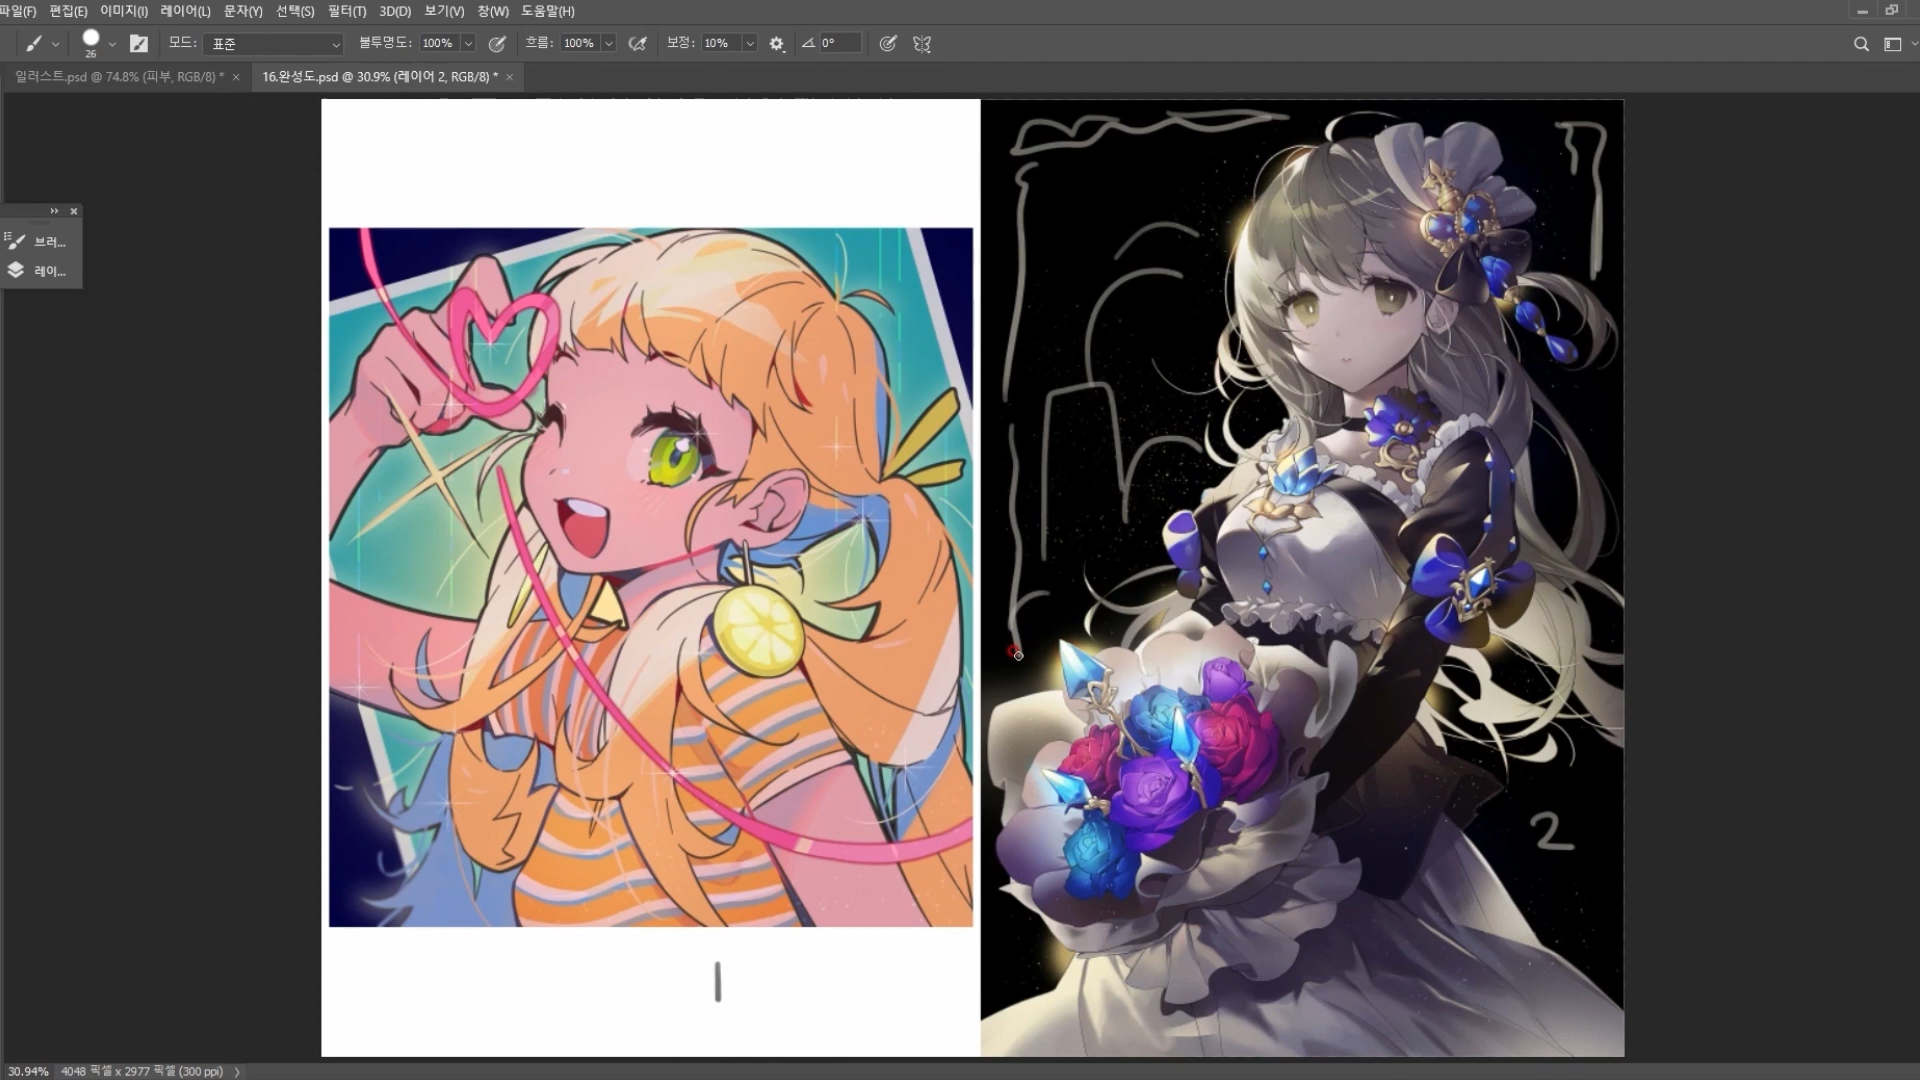 파일(F) 편집(E) 이미지(I) 레이어(L) 문자(Y) 선택(S) 필터(T) 3D(D) 보기(V) 창(W) 도움말(H)
26 모드: 표준 불투명도: 100% 흐름: 100% 보정: 10% 0°
일러스트.psd @ 74.8% (피부, RGB/8) * × 16.완성도.psd @ 30.9% (레이어 2, RGB/8) * ×
브러...
레이...
2
1
30.94% 4048 픽셀 x 2977 픽셀 (300 ppi)